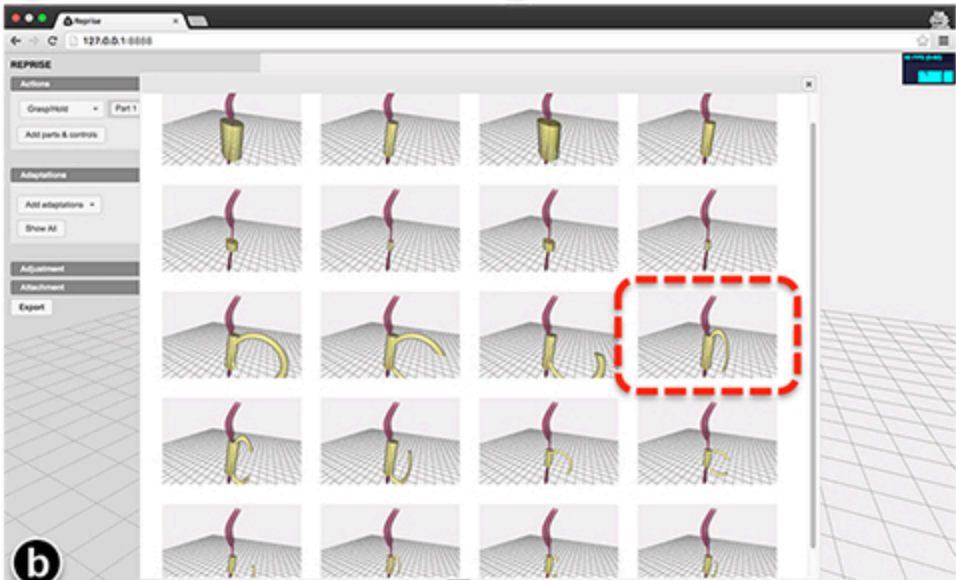 Reprise
127.0.0.1:8888
REPRISE
Actions
Grasp/Hold
Part 1
Add parts & controls
Adaptations
Add adaptations
Show All
Adjustment
Attachment
Export
b